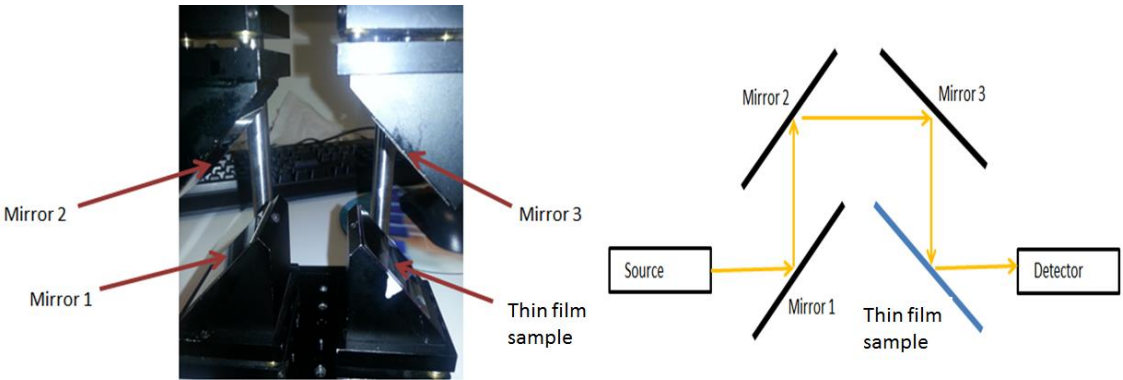 Mirror 2
Mirror 1
Mirror 3
Thin film
sample
Mirror 2
Mirror 3
Source
Mirror 1
Thin film
sample
Detector